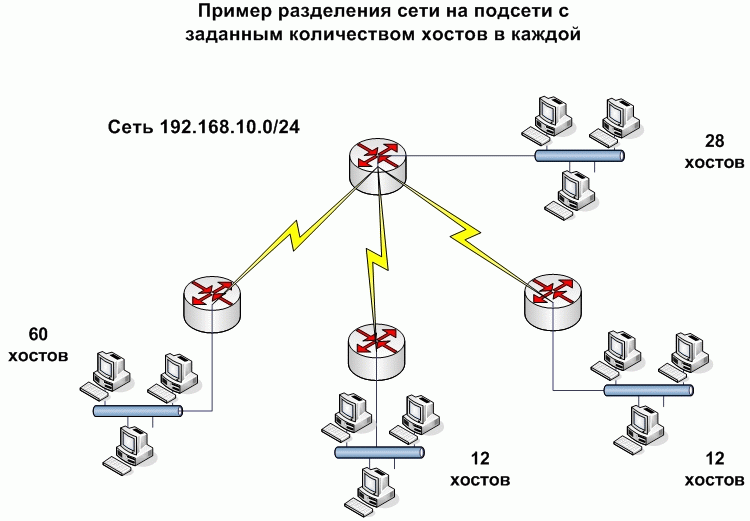 Пример разделения сети на подсети с
заданным количеством хостов в каждой
Сеть 192.168.10.0/24
28
хостов
60
хостов
12
хостов
12
хостов